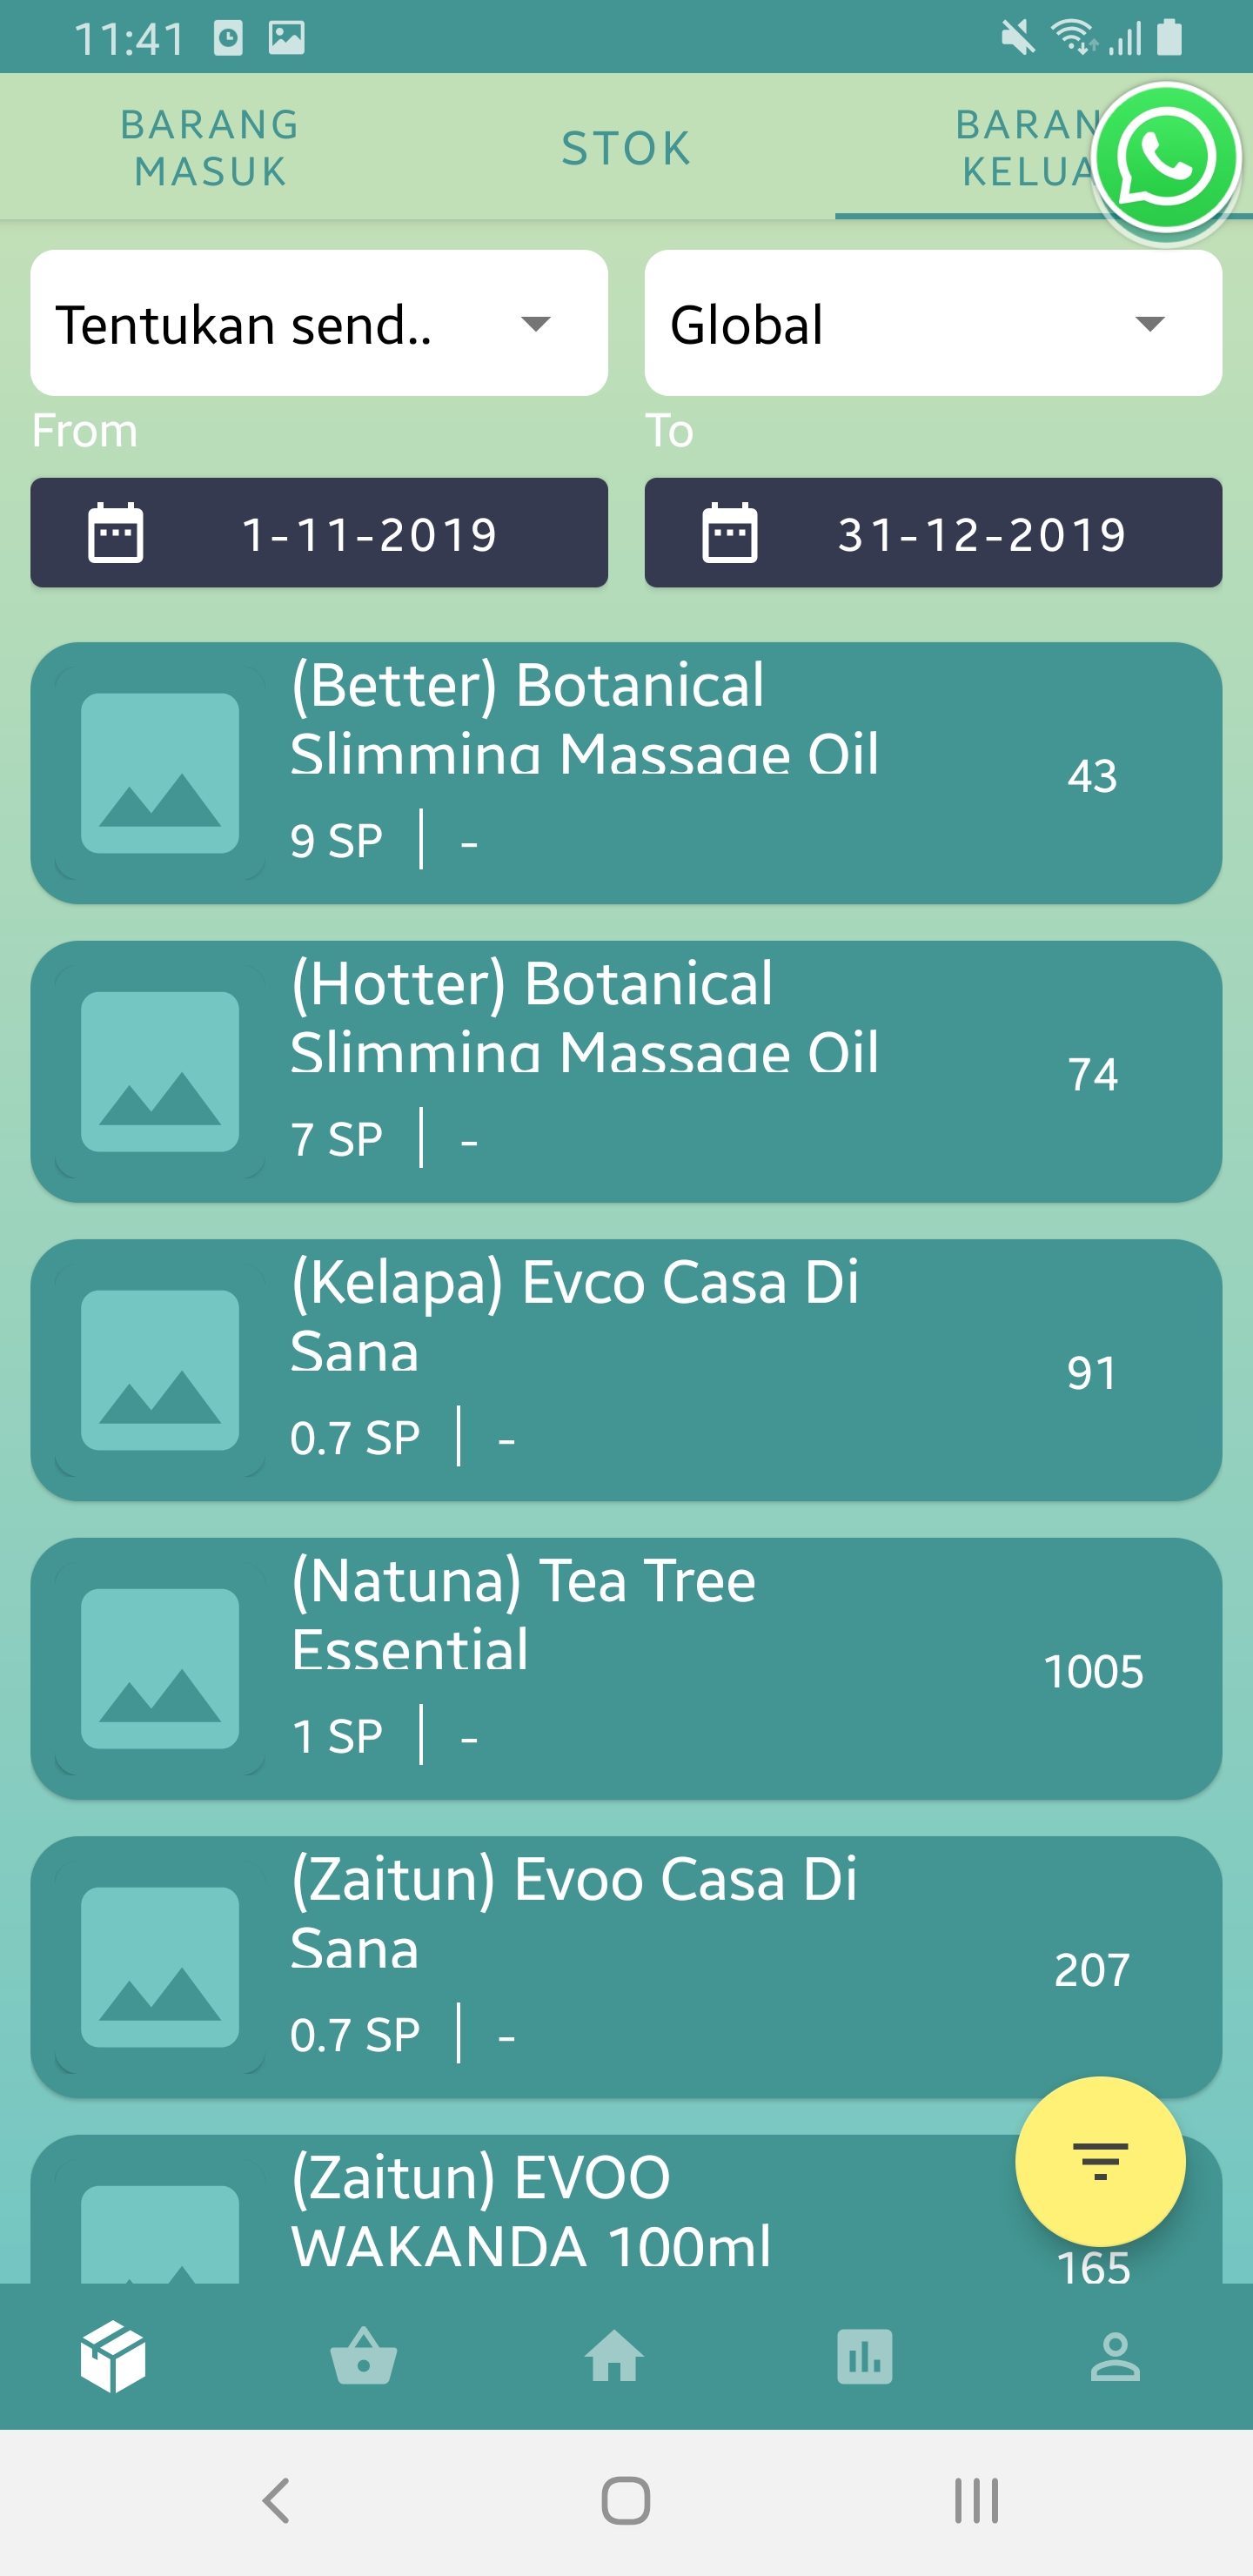 11:41
BARANG
MASUK
STOK
BARAN
KELUA
Tentukan send..
Global
From
To
1-11-2019
31-12-2019
(Better) Botanical
Slimming Massage Oil
43
9 SP
-
(Hotter) Botanical
Slimming Massage Oil
74
7 SP
-
(Kelapa) Evco Casa Di
Sana
91
0.7 SP
-
(Natuna) Tea Tree
Essential
1005
1 SP
-
(Zaitun) Evoo Casa Di
Sana
207
0.7 SP
-
(Zaitun) EVOO
WAKANDA 100ml
165